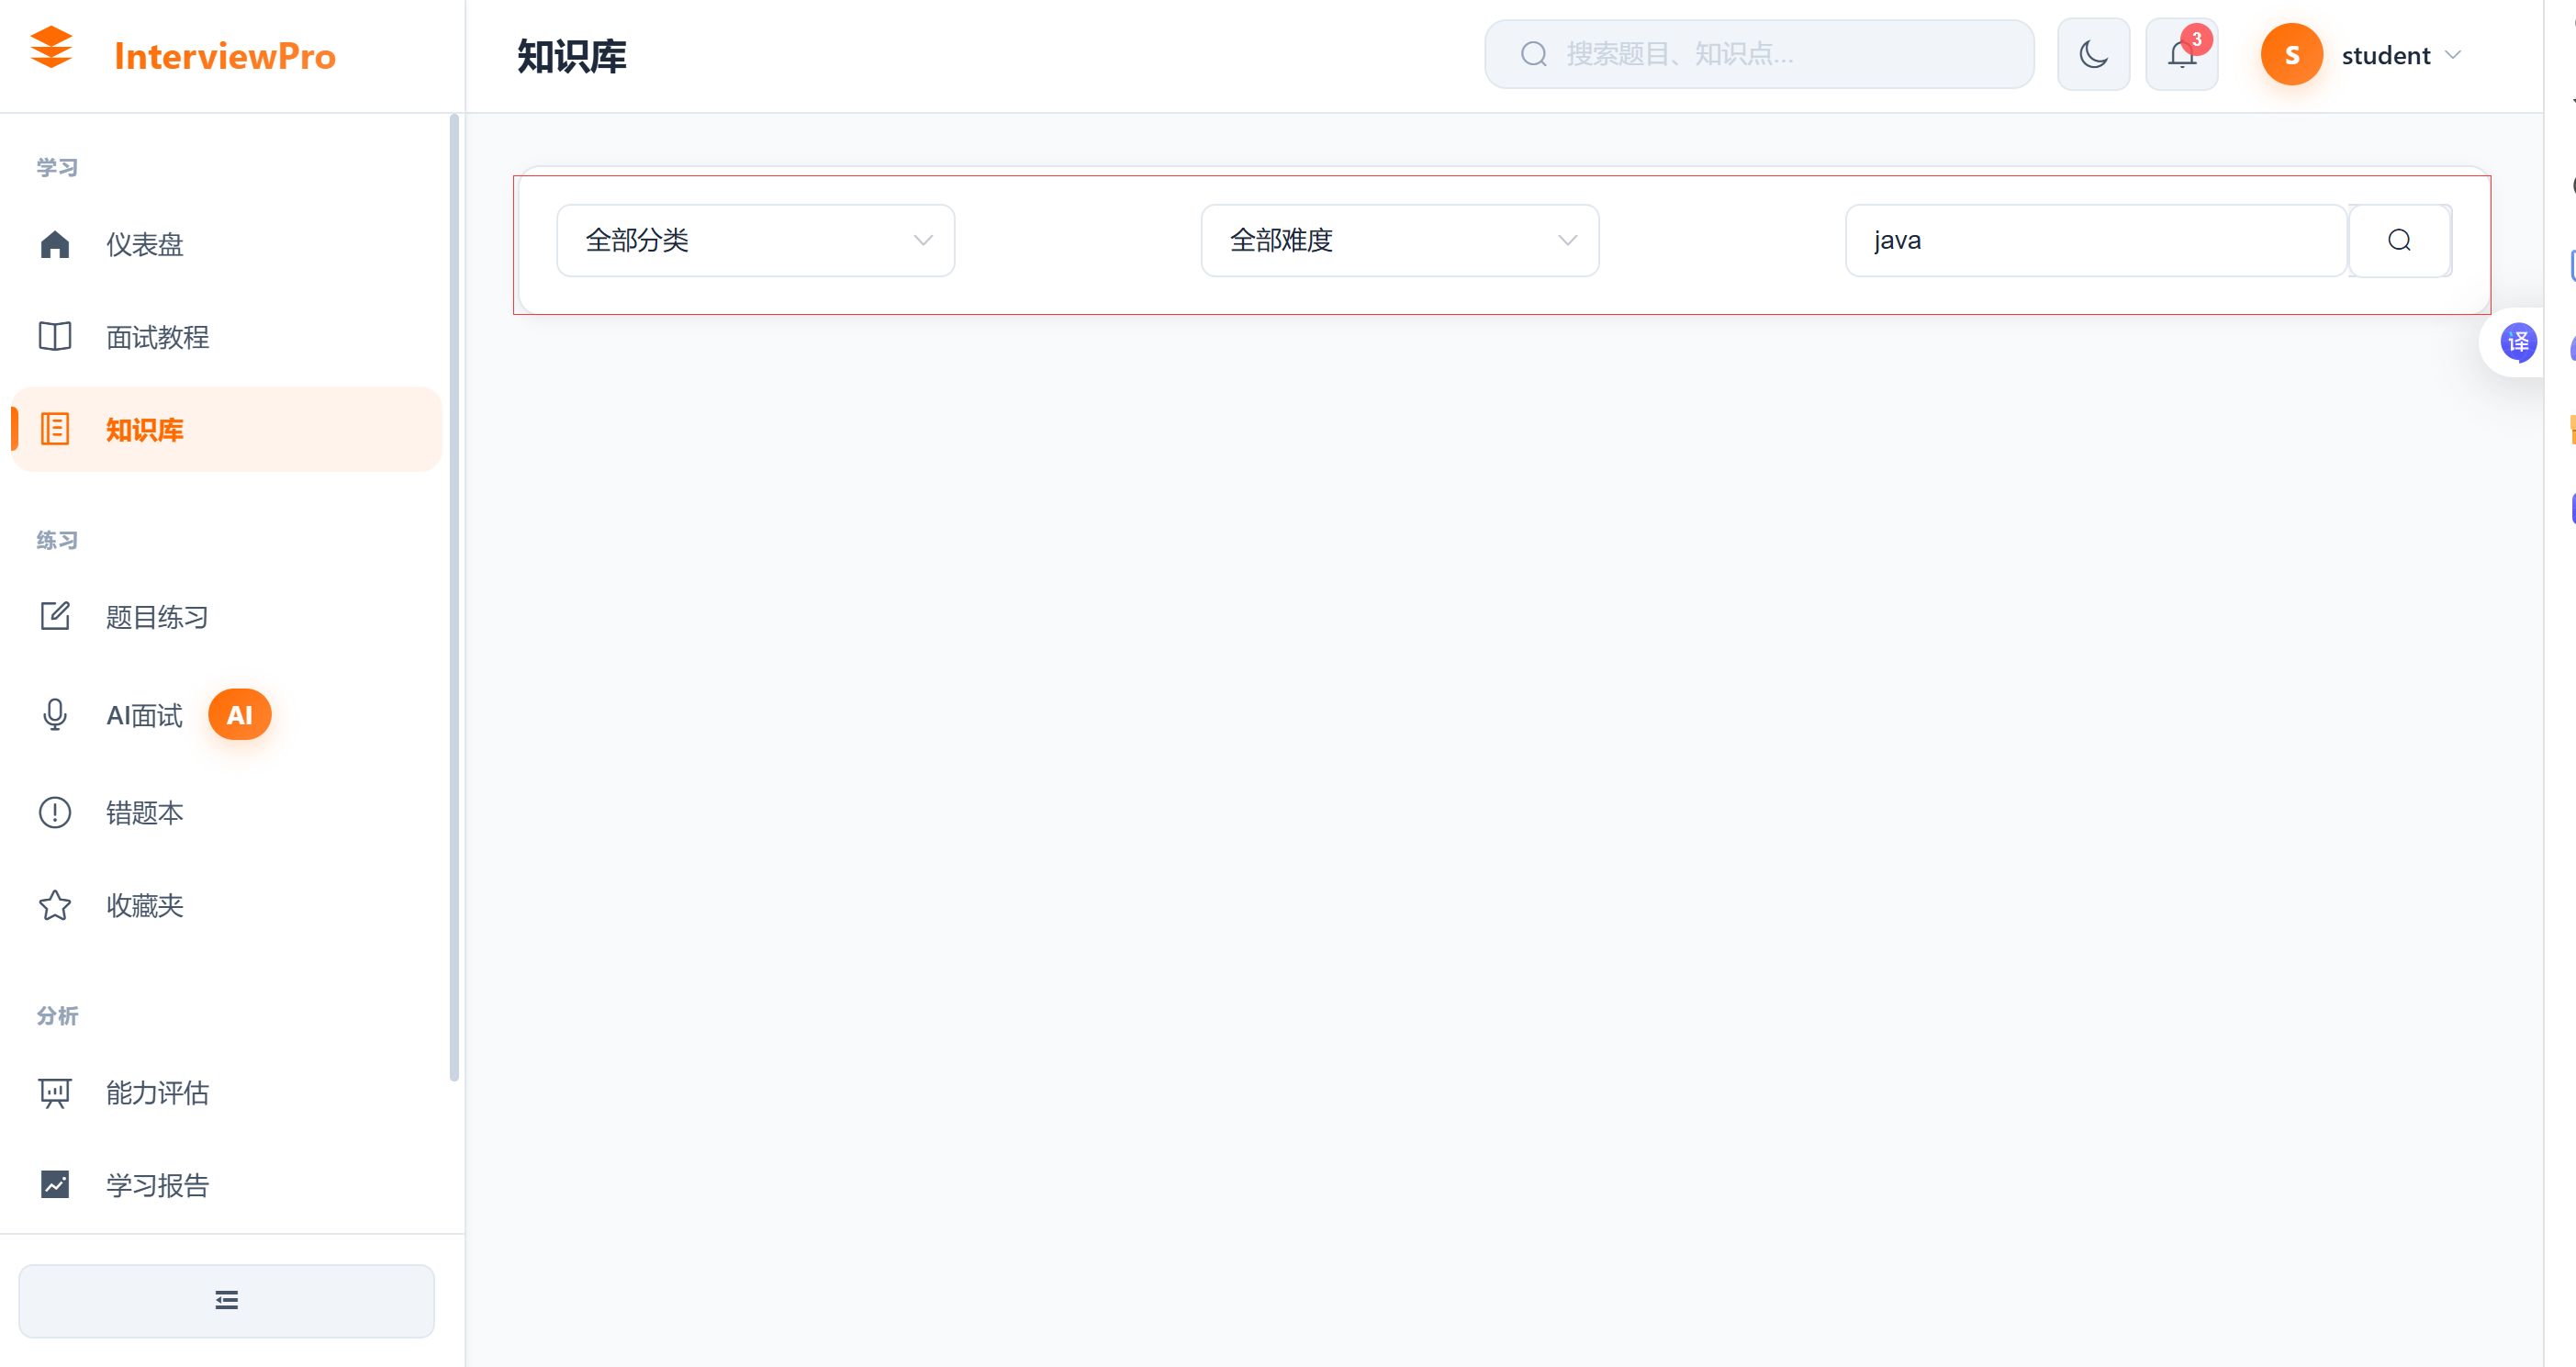 InterviewPro
知识库
搜索题目、知识点...
3
S
student
学习
仪表盘
面试教程
知识库
练习
题目练习
AI面试
AI
错题本
收藏夹
分析
能力评估
学习报告
全部分类
全部难度
java
译